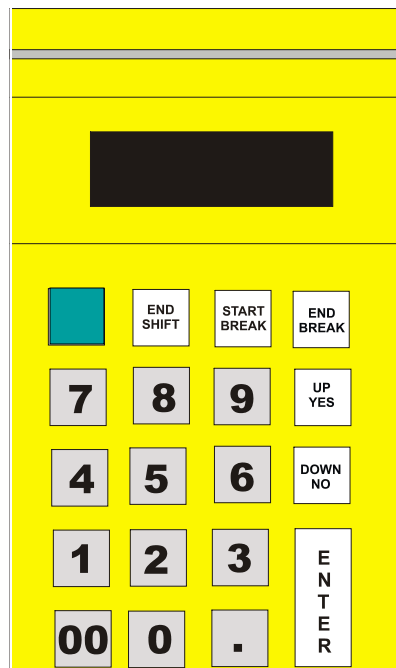 END
SHIFT
START
BREAK
END
BREAK
7 8 9
UP
YES
4 5 6
DOWN
NO
1 2 3
E
N
T
E
R
00 0 .